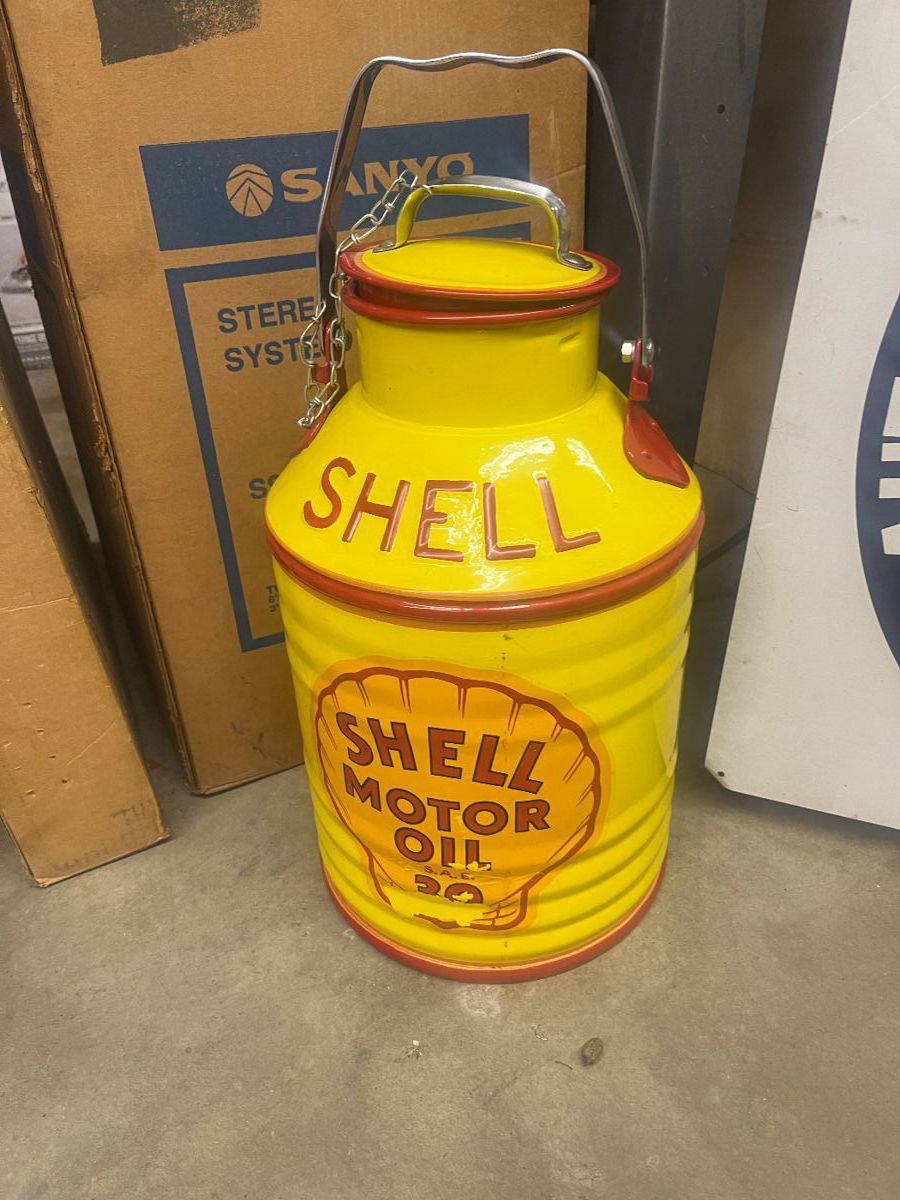 SANYO
STERE
SYSTE
SHELL
SHELL
MOTOR
OIL
S.A.E.
30